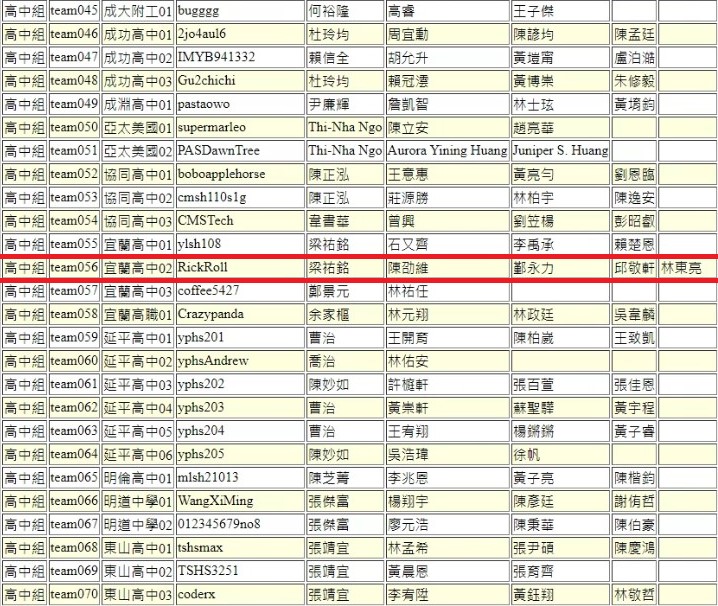 高中組 team045 成大附工01 bugggg 何裕隆 高睿 王子傑
高中組 team046 成功高中01 2jo4aul6 杜玲均 周宜勳 陳諺均 陳孟廷
高中組 team047 成功高中02 IMYB941332 賴信全 胡允升 黃塏甯 盧泊澔
高中組 team048 成功高中03 Gu2chichi 杜玲均 賴冠澐 黃博崇 朱修毅
高中組 team049 成淵高中01 pastaowo 尹廉輝 詹凱智 林士玹 黃堉鈞
高中組 team050 亞太美國01 supermarleo Thi-Nha Ngo 陳立安 趙亮華
高中組 team051 亞太美國02 PASDawnTree Thi-Nha Ngo Aurora Yining Huang Juniper S. Huang
高中組 team052 協同高中01 boboapplehorse 陳正泓 王意惠 黃亮勻 劉恩臨
高中組 team053 協同高中02 cmsh110s1g 陳正泓 莊源勝 林柏宇 陳逸安
高中組 team054 協同高中03 CMSTech 韋書華 曾興 劉笠楊 彭昭叡
高中組 team055 宜蘭高中01 ylsh108 梁祐銘 石又齊 李禹承 賴楚恩
高中組 team056 宜蘭高中02 RickRoll 梁祐銘 陳劭維 鄞永力 邱敬軒 林東亮
高中組 team057 宜蘭高中03 coffee5427 鄭景元 林祐任
高中組 team058 宜蘭高職01 Crazypanda 余家樞 林元翔 林政廷 吳韋麟
高中組 team059 延平高中01 yphs201 曹治 王開育 陳柏崴 王致凱
高中組 team060 延平高中02 yphsAndrew 喬治 林佑安
高中組 team061 延平高中03 yphs202 陳妙如 許槐軒 張百萱 張佳恩
高中組 team062 延平高中04 yphs203 曹治 黃崇軒 蘇聖驊 黃宇程
高中組 team063 延平高中05 yphs204 曹治 王宥翔 楊鏘鏘 黃子睿
高中組 team064 延平高中06 yphs205 陳妙如 吳浩瑋 徐帆
高中組 team065 明倫高中01 mlsh21013 陳芝菁 李兆恩 黃子亮 陳楷鈞
高中組 team066 明道中學01 WangXiMing 張傑富 楊翔宇 陳彥廷 謝侑哲
高中組 team067 明道中學02 012345679no8 張傑富 廖元浩 陳秉華 陳伯豪
高中組 team068 東山高中01 tshsmax 張靖宜 林孟希 張尹碩 陳慶鴻
高中組 team069 東山高中02 TSHS3251 張靖宜 黃晨恩 張育齊
高中組 team070 東山高中03 coderx 張靖宜 李宥陞 黃鈺翔 林敬哲